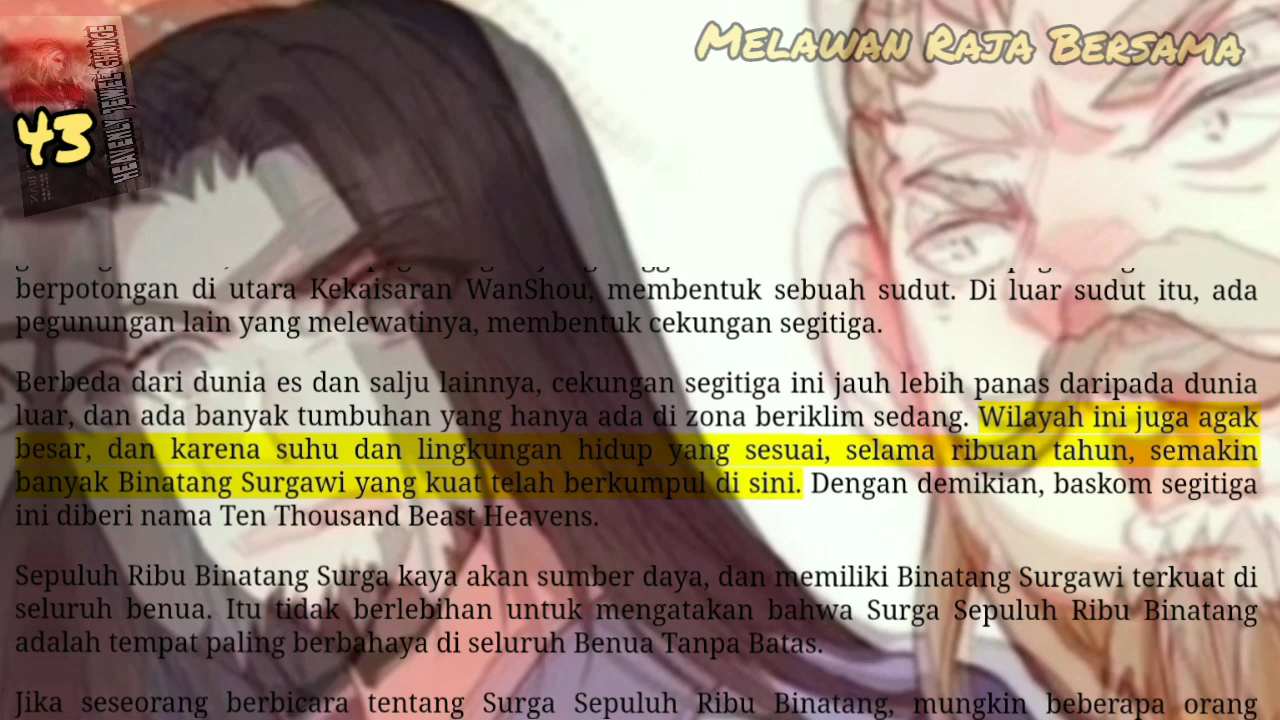 Melawan Raja Bersama
HEAVENLY JEWEL CHANGE
43
berpotongan di utara Kekaisaran WanShou, membentuk sebuah sudut. Di luar sudut itu, ada
pegunungan lain yang melewatinya, membentuk cekungan segitiga.
Berbeda dari dunia es dan salju lainnya, cekungan segitiga ini jauh lebih panas daripada dunia
luar, dan ada banyak tumbuhan yang hanya ada di zona beriklim sedang. Wilayah ini juga agak
besar, dan karena suhu dan lingkungan hidup yang sesuai, selama ribuan tahun, semakin
banyak Binatang Surgawi yang kuat telah berkumpul di sini. Dengan demikian, baskom segitiga
ini diberi nama Ten Thousand Beast Heavens.
Sepuluh Ribu Binatang Surga kaya akan sumber daya, dan memiliki Binatang Surgawi terkuat di
seluruh benua. Itu tidak berlebihan untuk mengatakan bahwa Surga Sepuluh Ribu Binatang
adalah tempat paling berbahaya di seluruh Benua Tanpa Batas.
Jika seseorang berbicara tentang Surga Sepuluh Ribu Binatang, mungkin beberapa orang